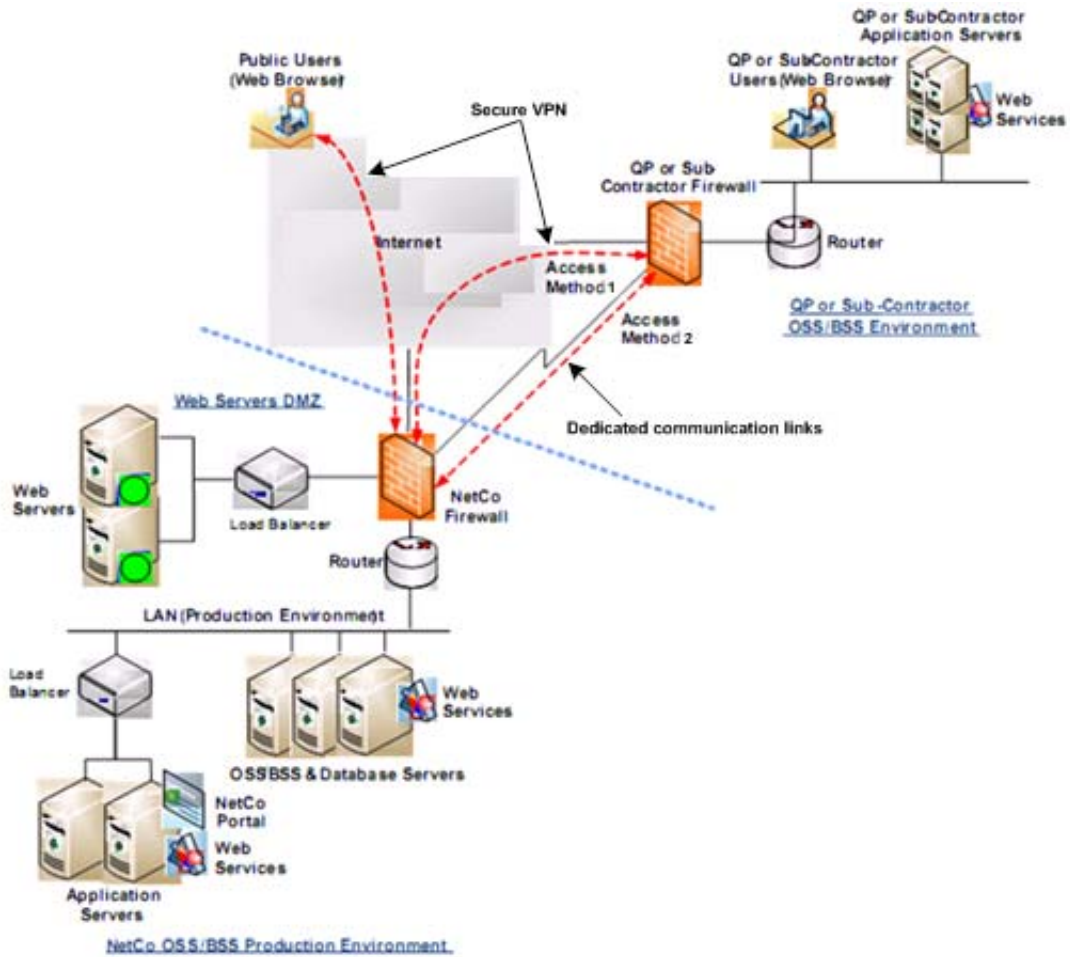 QP or Sub-Contractor
Application Servers
Public Users
(Web Browser)
QP or SubContractor
Users (Web Browser)
Web
Services
Secure VPN
QP or Sub-
Contractor Firewall
Internet
Router
Access
Method 1
QP or Sub-Contractor
OSS/BSS Environment
Access
Method 2
Web Servers DMZ
Dedicated communication links
Web
Servers
NetCo
Firewall
Load Balancer
Router
LAN (Production Environment)
Load
Balancer
Web
Services
OSS/BSS & Database Servers
NetCo
Portal
Web
Services
Application
Servers
NetCo OSS/BSS Production Environment